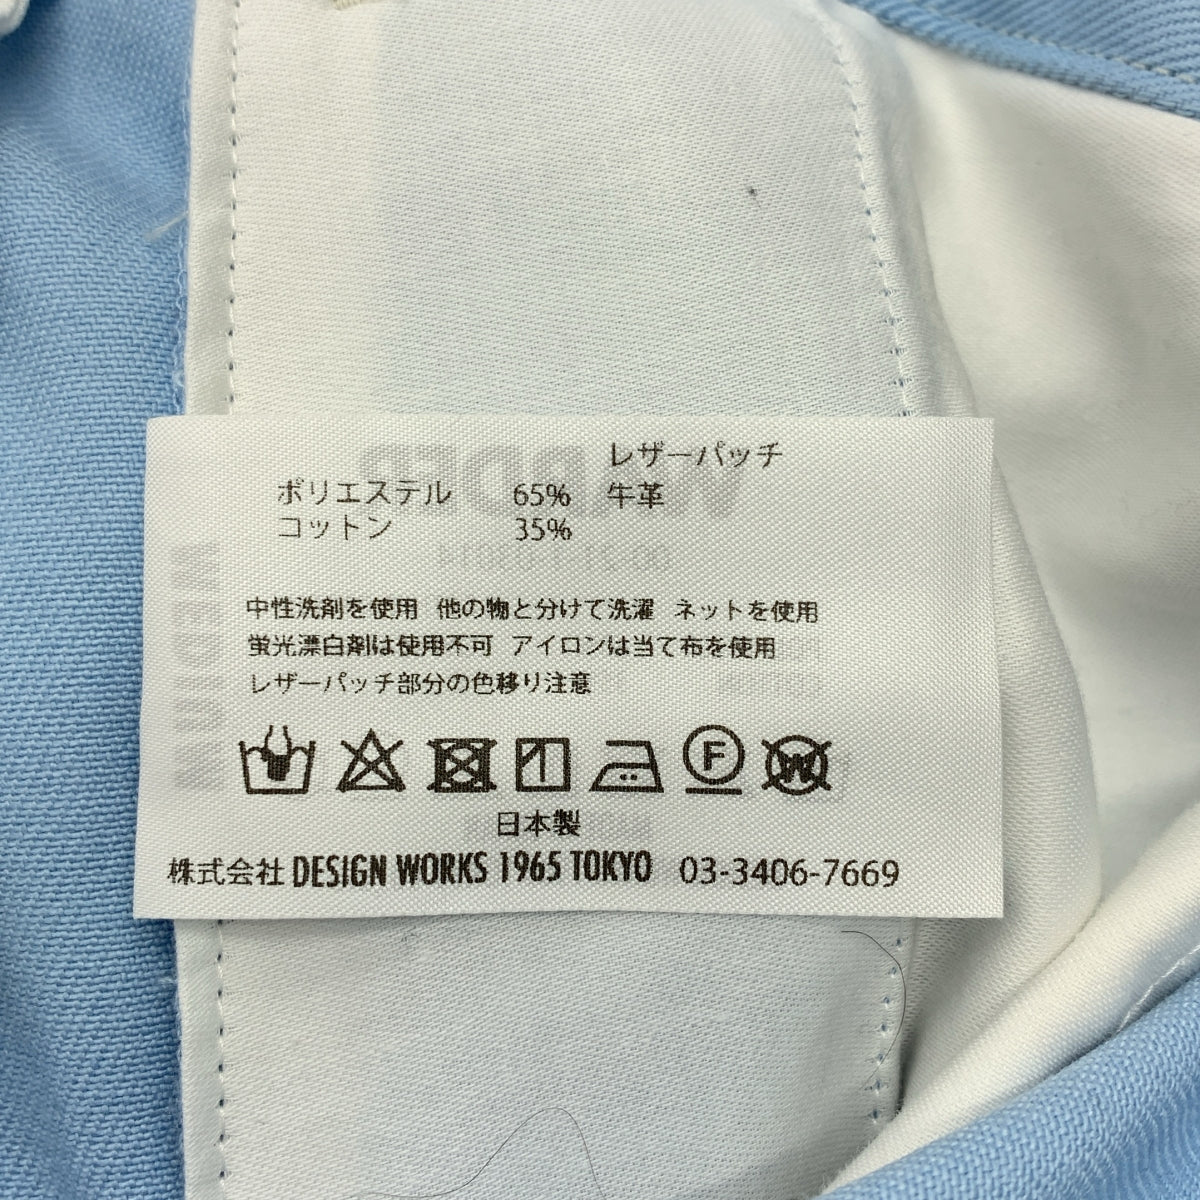 レザーパッチ
ポリエステル 65% 牛革
コットン 35%
中性洗剤を使用 他の物と分けて洗濯 ネットを使用
蛍光漂白剤は使用不可 アイロンは当て布を使用
レザーパッチ部分の色移り注意
F W
日本製
株式会社 DESIGN WORKS 1965 TOKYO 03-3406-7669